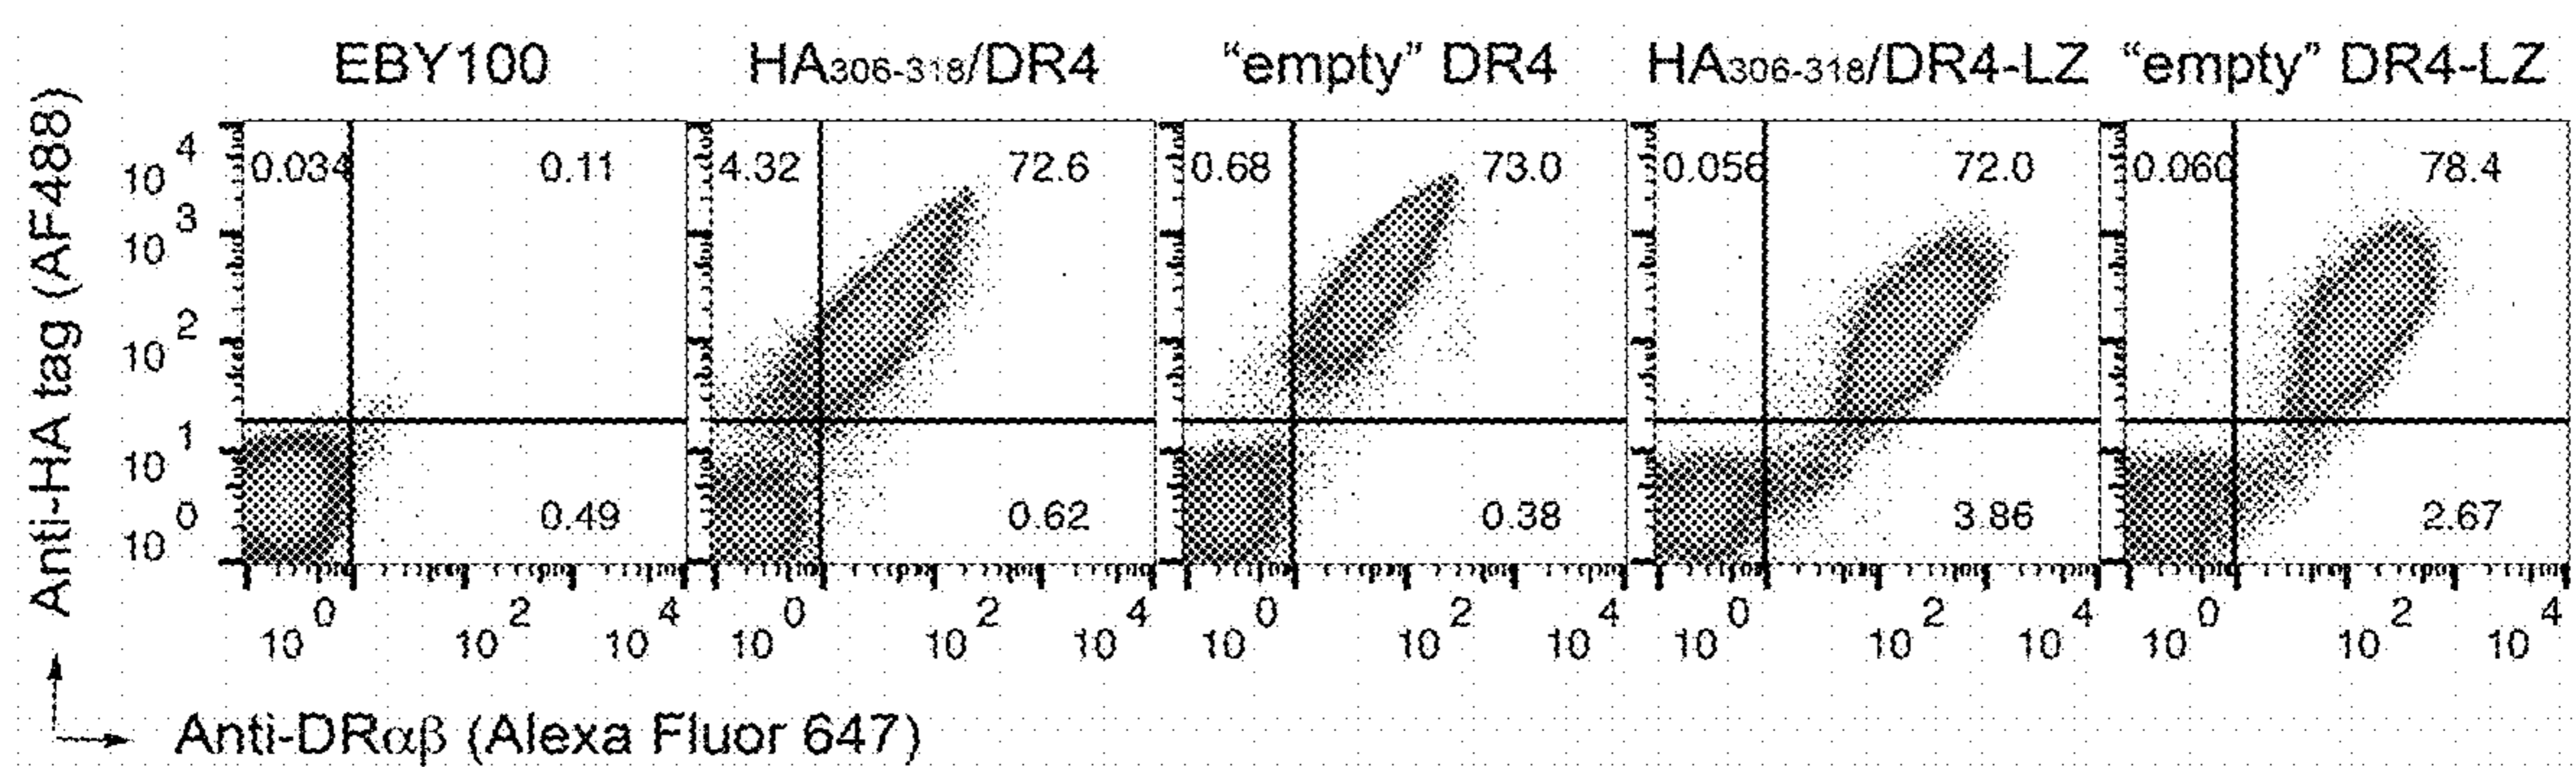 EBY100
HA306-318/DR4
"empty" DR4
HA306-318/DR4-LZ
"empty" DR4-LZ
Anti-HA tag (AF488)
10^4
10^3
10^2
10^1
10^0
0.034 0.11
0.49
4.32 72.6
0.62
0.68 73.0
0.38
0.056 72.0
3.86
0.060 78.4
2.67
10^0 10^2 10^4
10^0 10^2 10^4
10^0 10^2 10^4
10^0 10^2 10^4
10^0 10^2 10^4
Anti-DRαβ (Alexa Fluor 647)